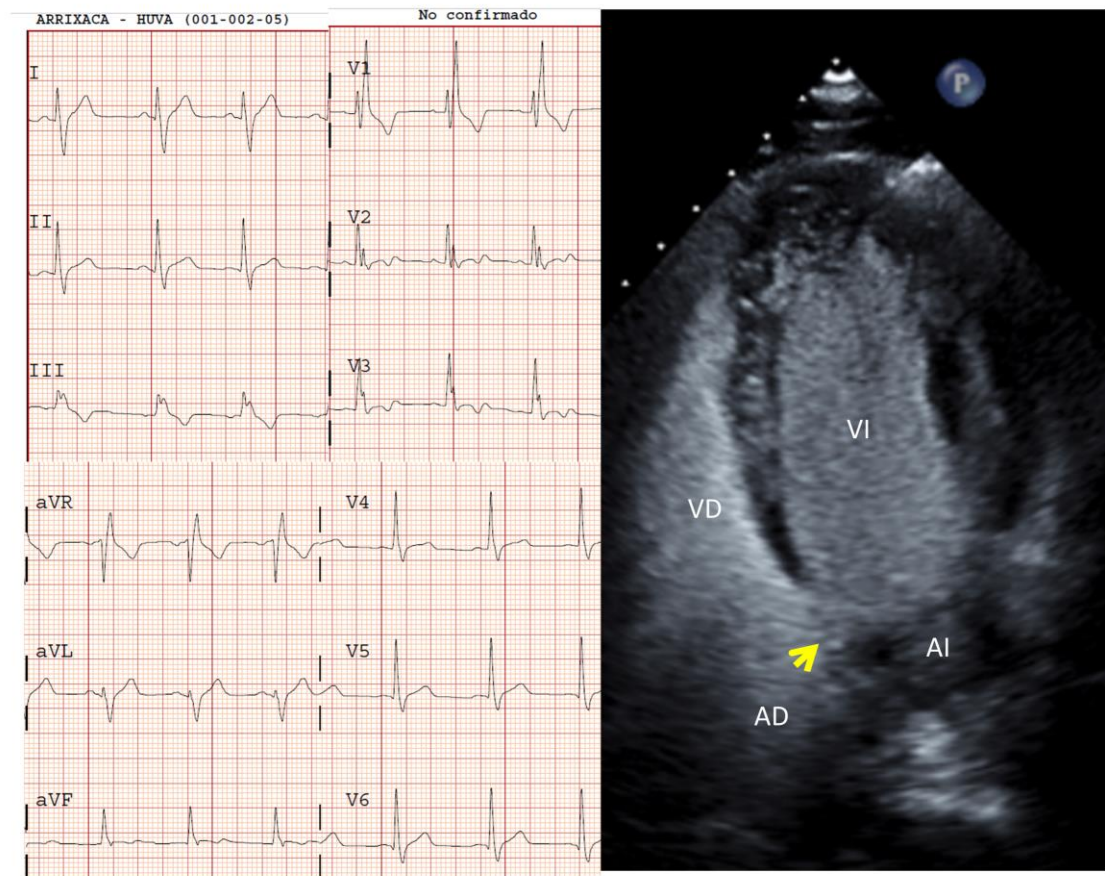 ARRIXACA - HUVA (001-002-05)
No confirmado
I
V1
II
V2
III
V3
aVR
V4
aVL
V5
aVF
V6
P
VI
VD
AI
AD